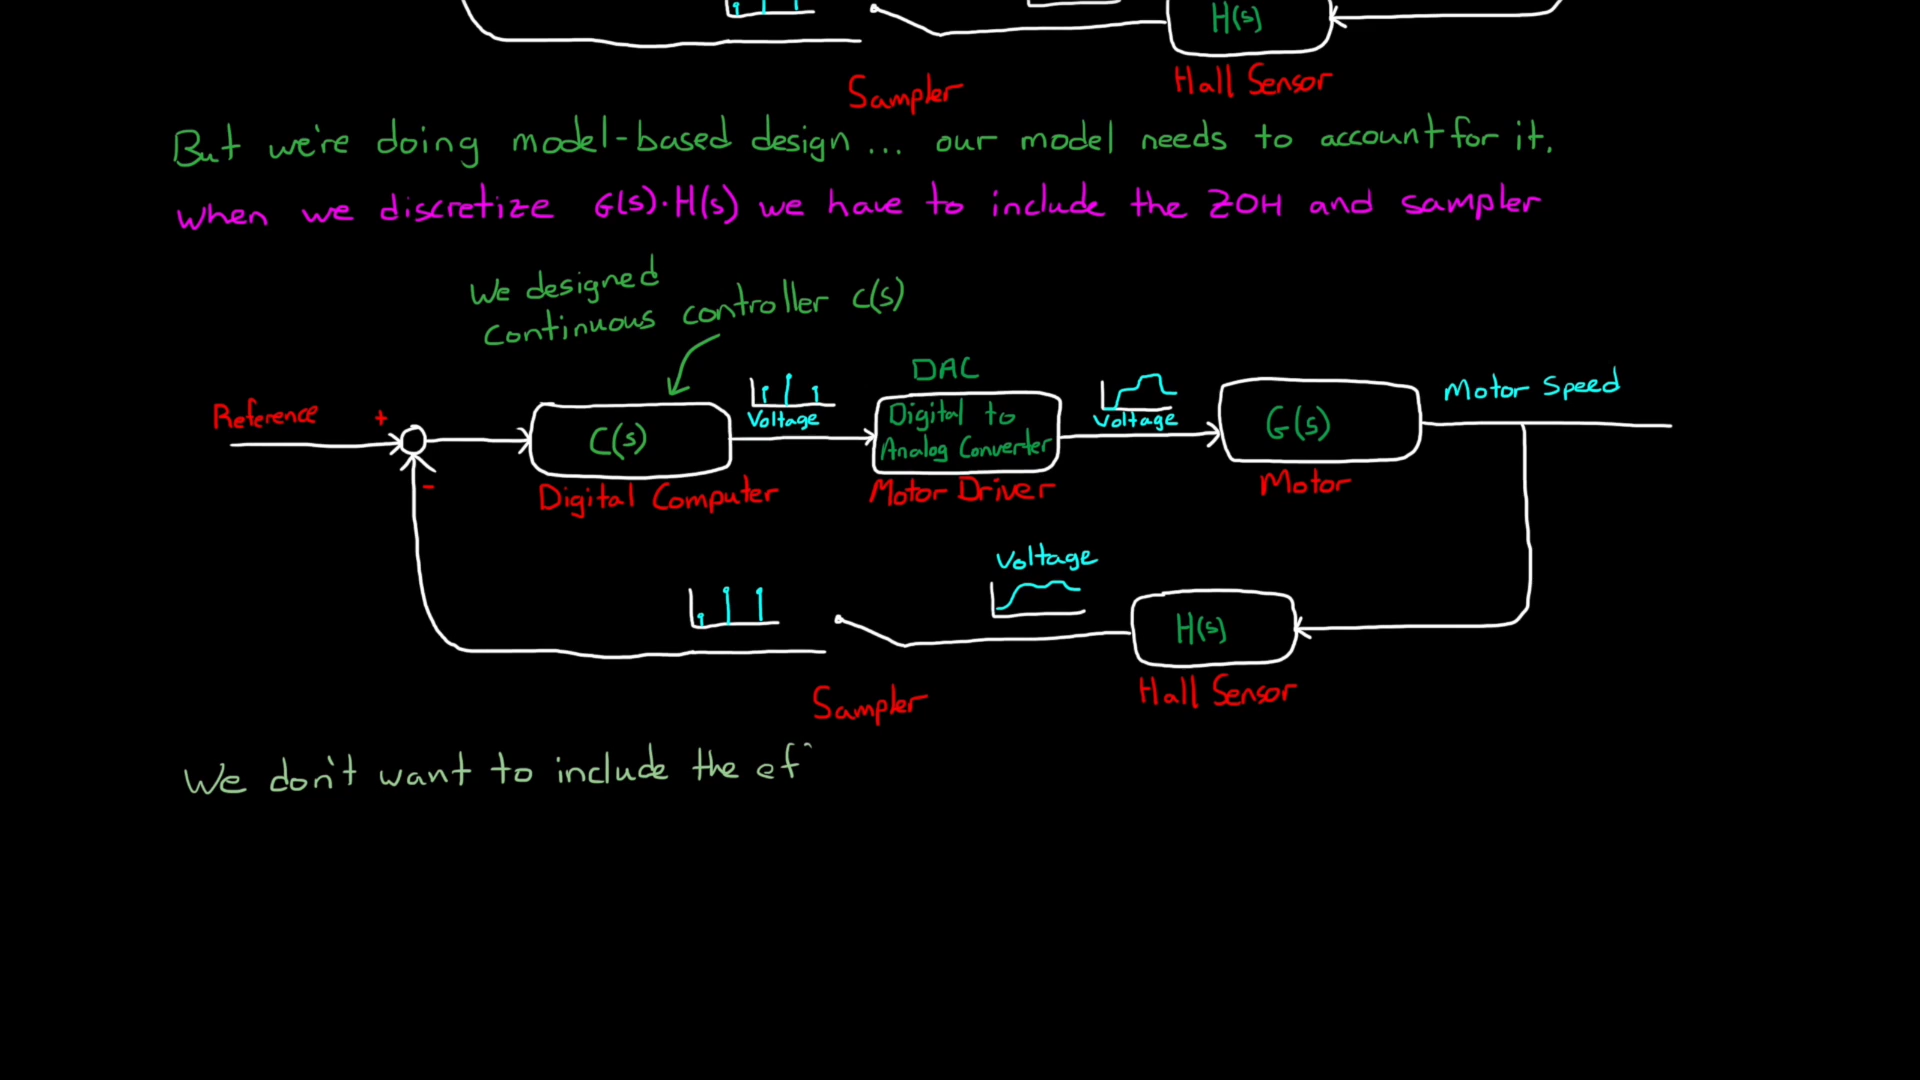 H(s)
Sampler
Hall Sensor
But we're doing model-based design... our model needs to account for it.
when we discretize G(s)·H(s) we have to include the ZOH and sampler
We designed
continuous controller C(s)
DAC
Motor Speed
Reference
+
C(s)
Voltage
Digital to
Analog Converter
Voltage
G(s)
-
Digital Computer
Motor Driver
Motor
Voltage
H(s)
Sampler
Hall Sensor
We don't want to include the ef